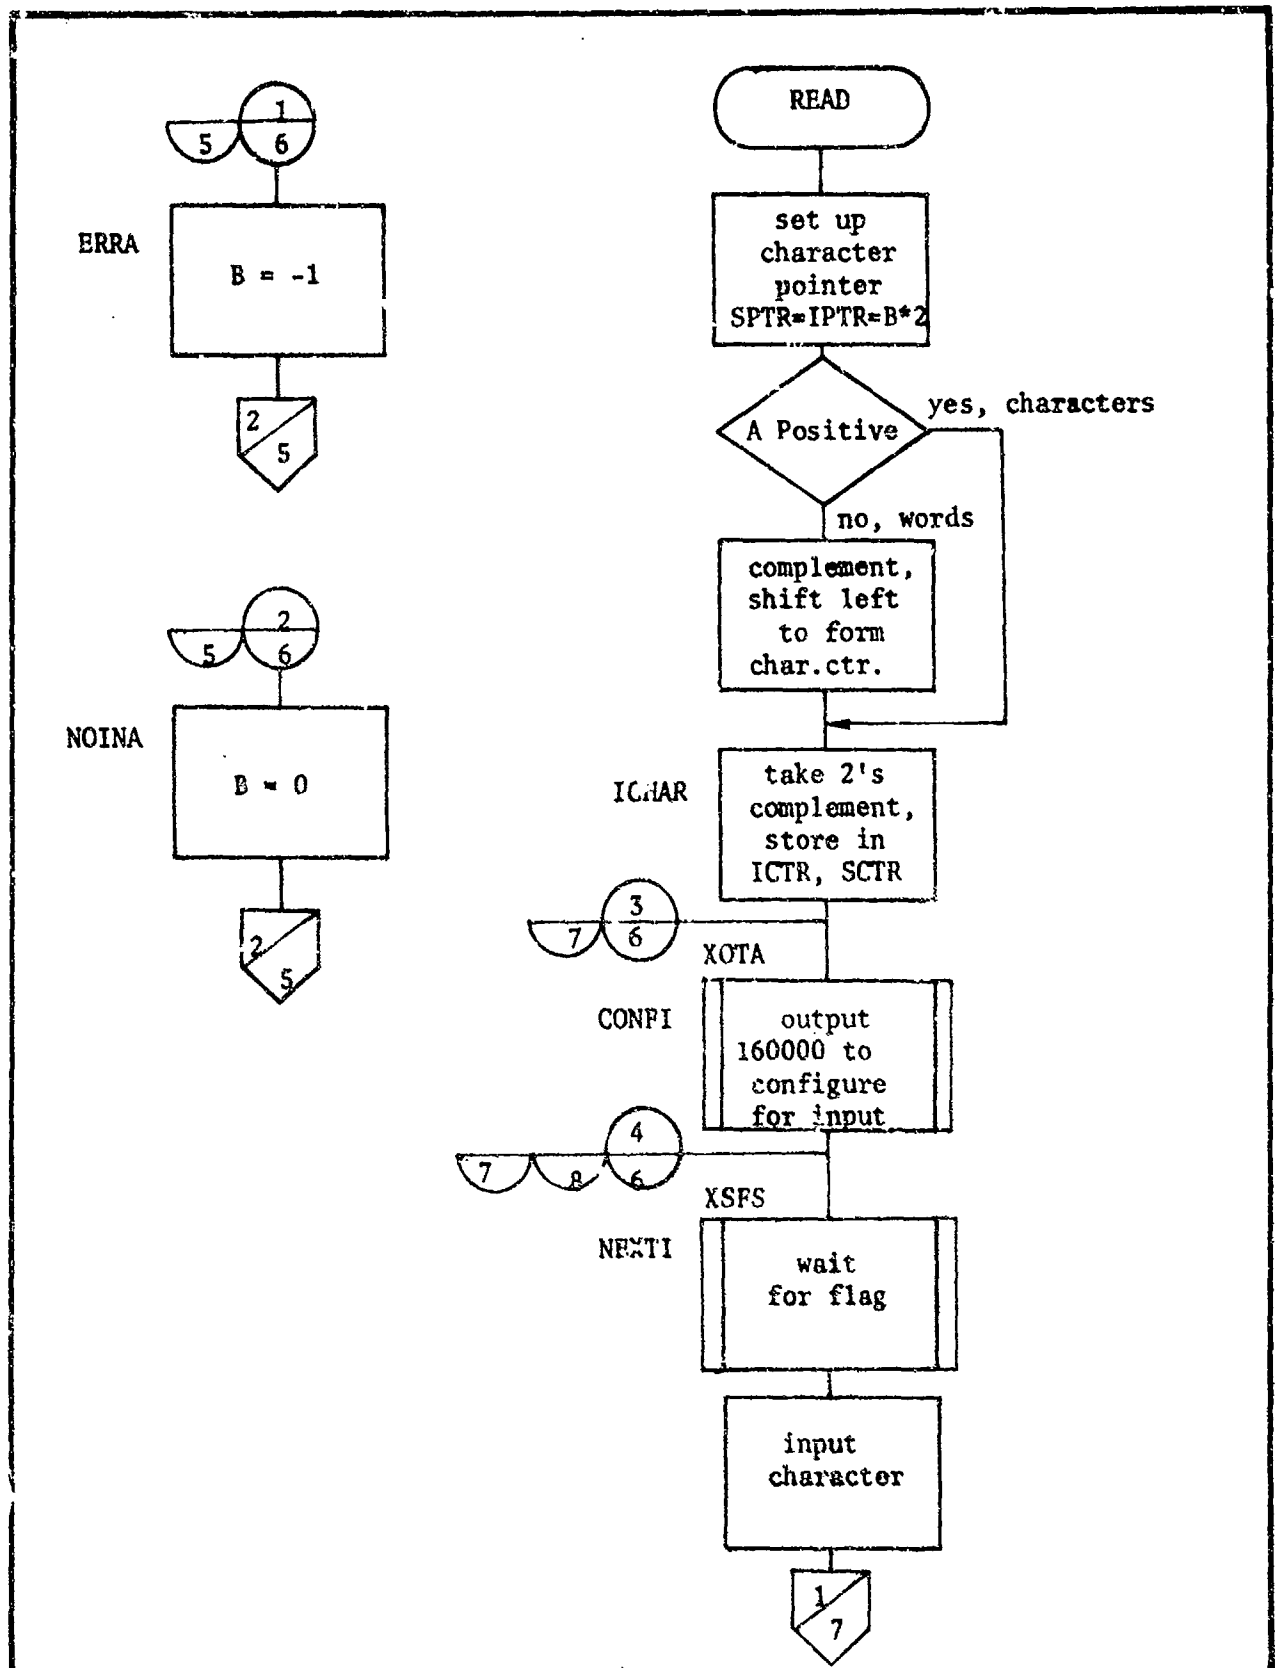 1
5
6
ERRA
B = -1
2
5
2
5
6
NOINA
B = 0
2
5
READ
set up
character
pointer
SPTR=IPTR=B*2
A Positive
yes, characters
no, words
complement,
shift left
to form
char.ctr.
ICHAR
take 2's
complement,
store in
ICTR, SCTR
3
7
6
XOTA
CONFI
output
160000 to
configure
for input
4
7
8
6
XSFS
NEXTI
wait
for flag
input
character
1
7